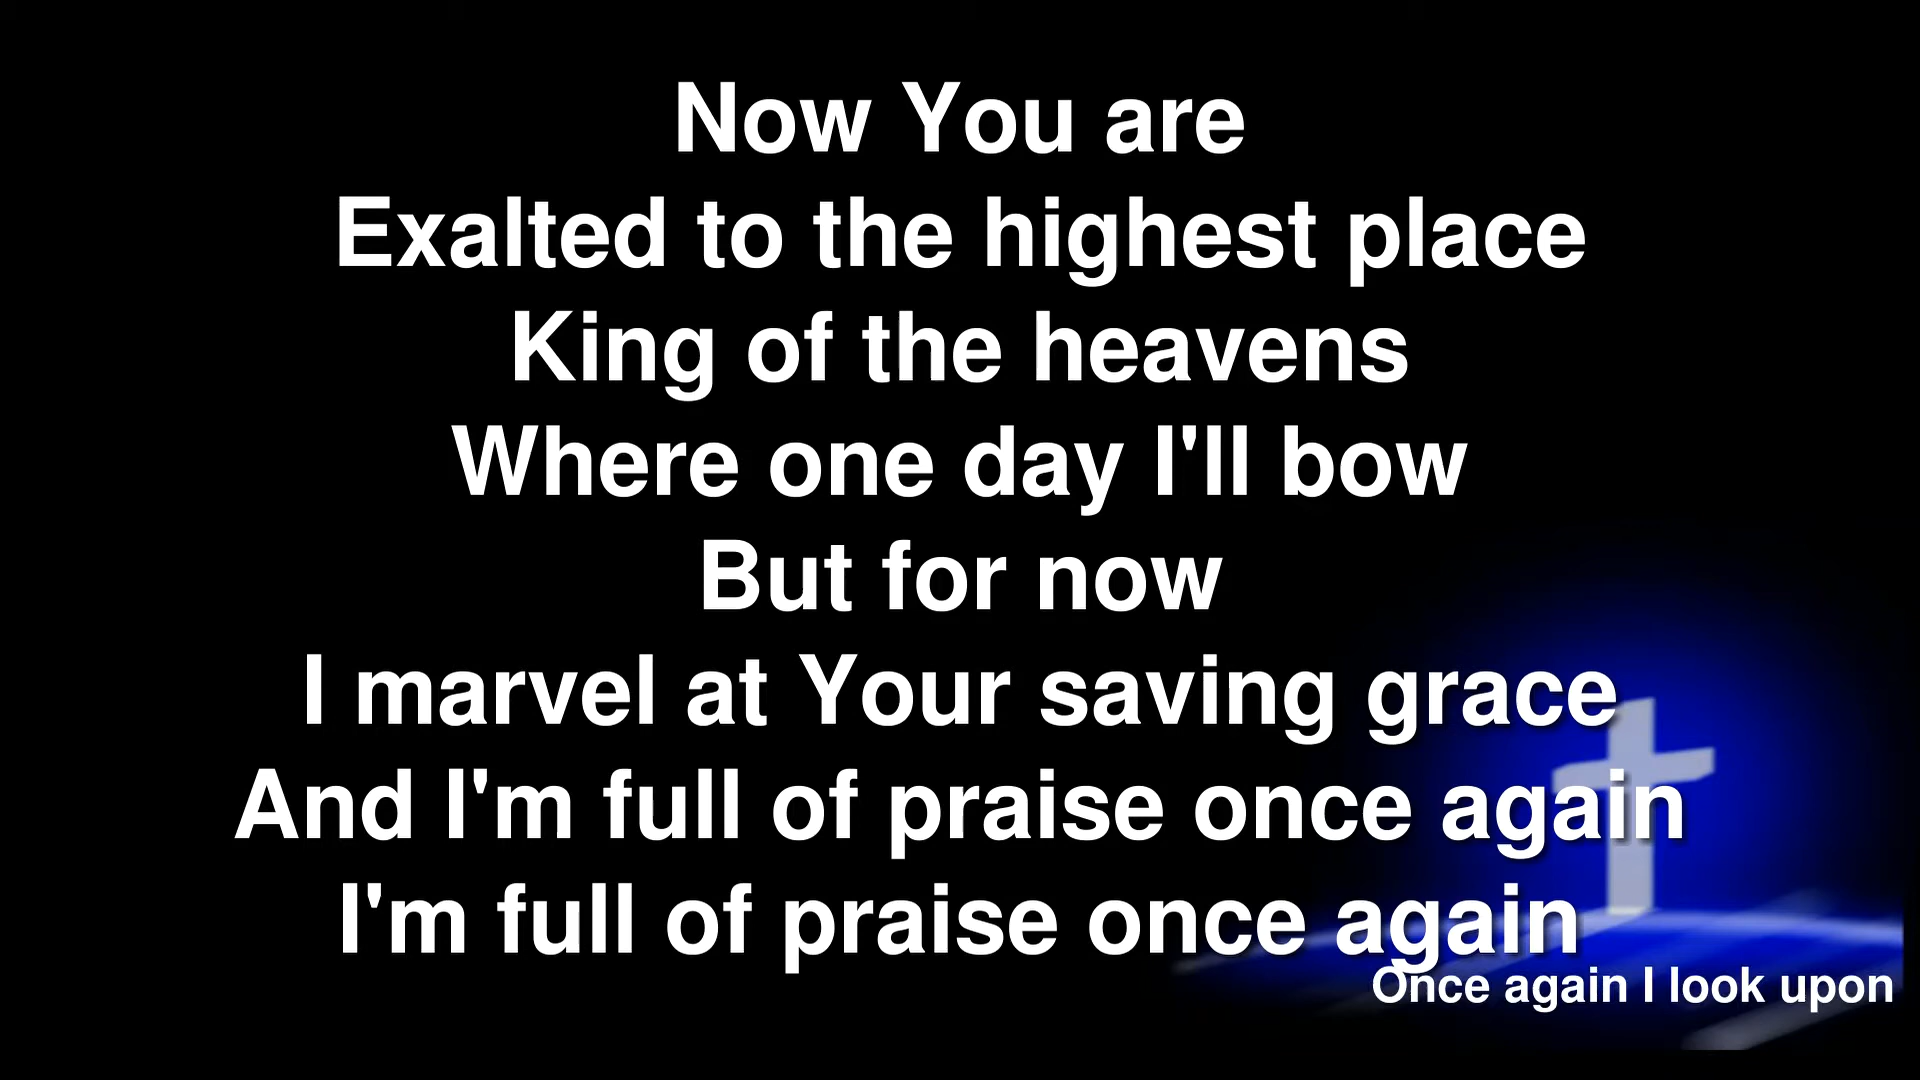 Now You are
Exalted to the highest place
King of the heavens
Where one day I'll bow
But for now
I marvel at Your saving grace
And I'm full of praise once again
I'm full of praise once again
Once again I look upon